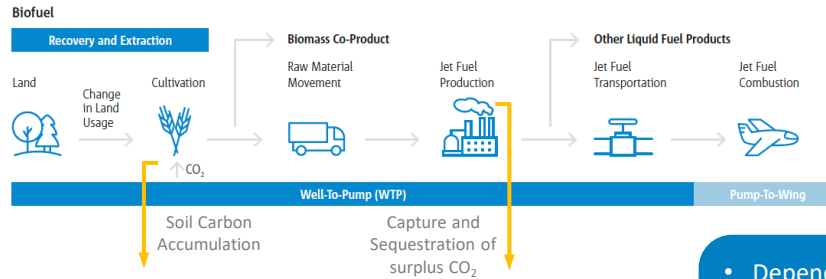 Biofuel
Recovery and Extraction
Biomass Co-Product
Other Liquid Fuel Products
Land
Change
in Land
Usage
Cultivation
Raw Material
Movement
Jet Fuel
Production
Jet Fuel
Transportation
Jet Fuel
Combustion
CO₂
Well-To-Pump (WTP)
Pump-To-Wing
Soil Carbon
Accumulation
Capture and
Sequestration of
surplus CO₂
• Depen